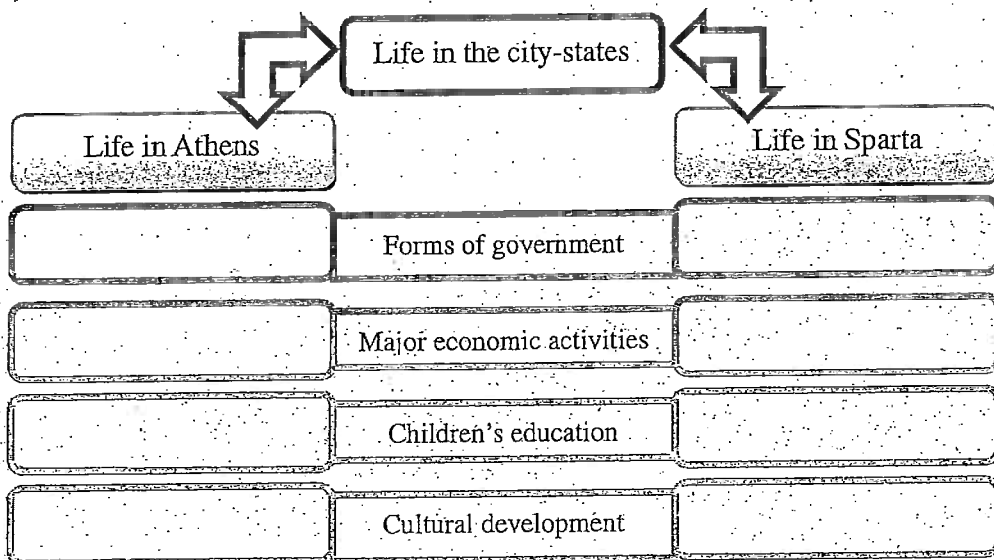 Life in the city-states
Life in Athens
Life in Sparta
Forms of government
Major economic activities
Children's education
Cultural development